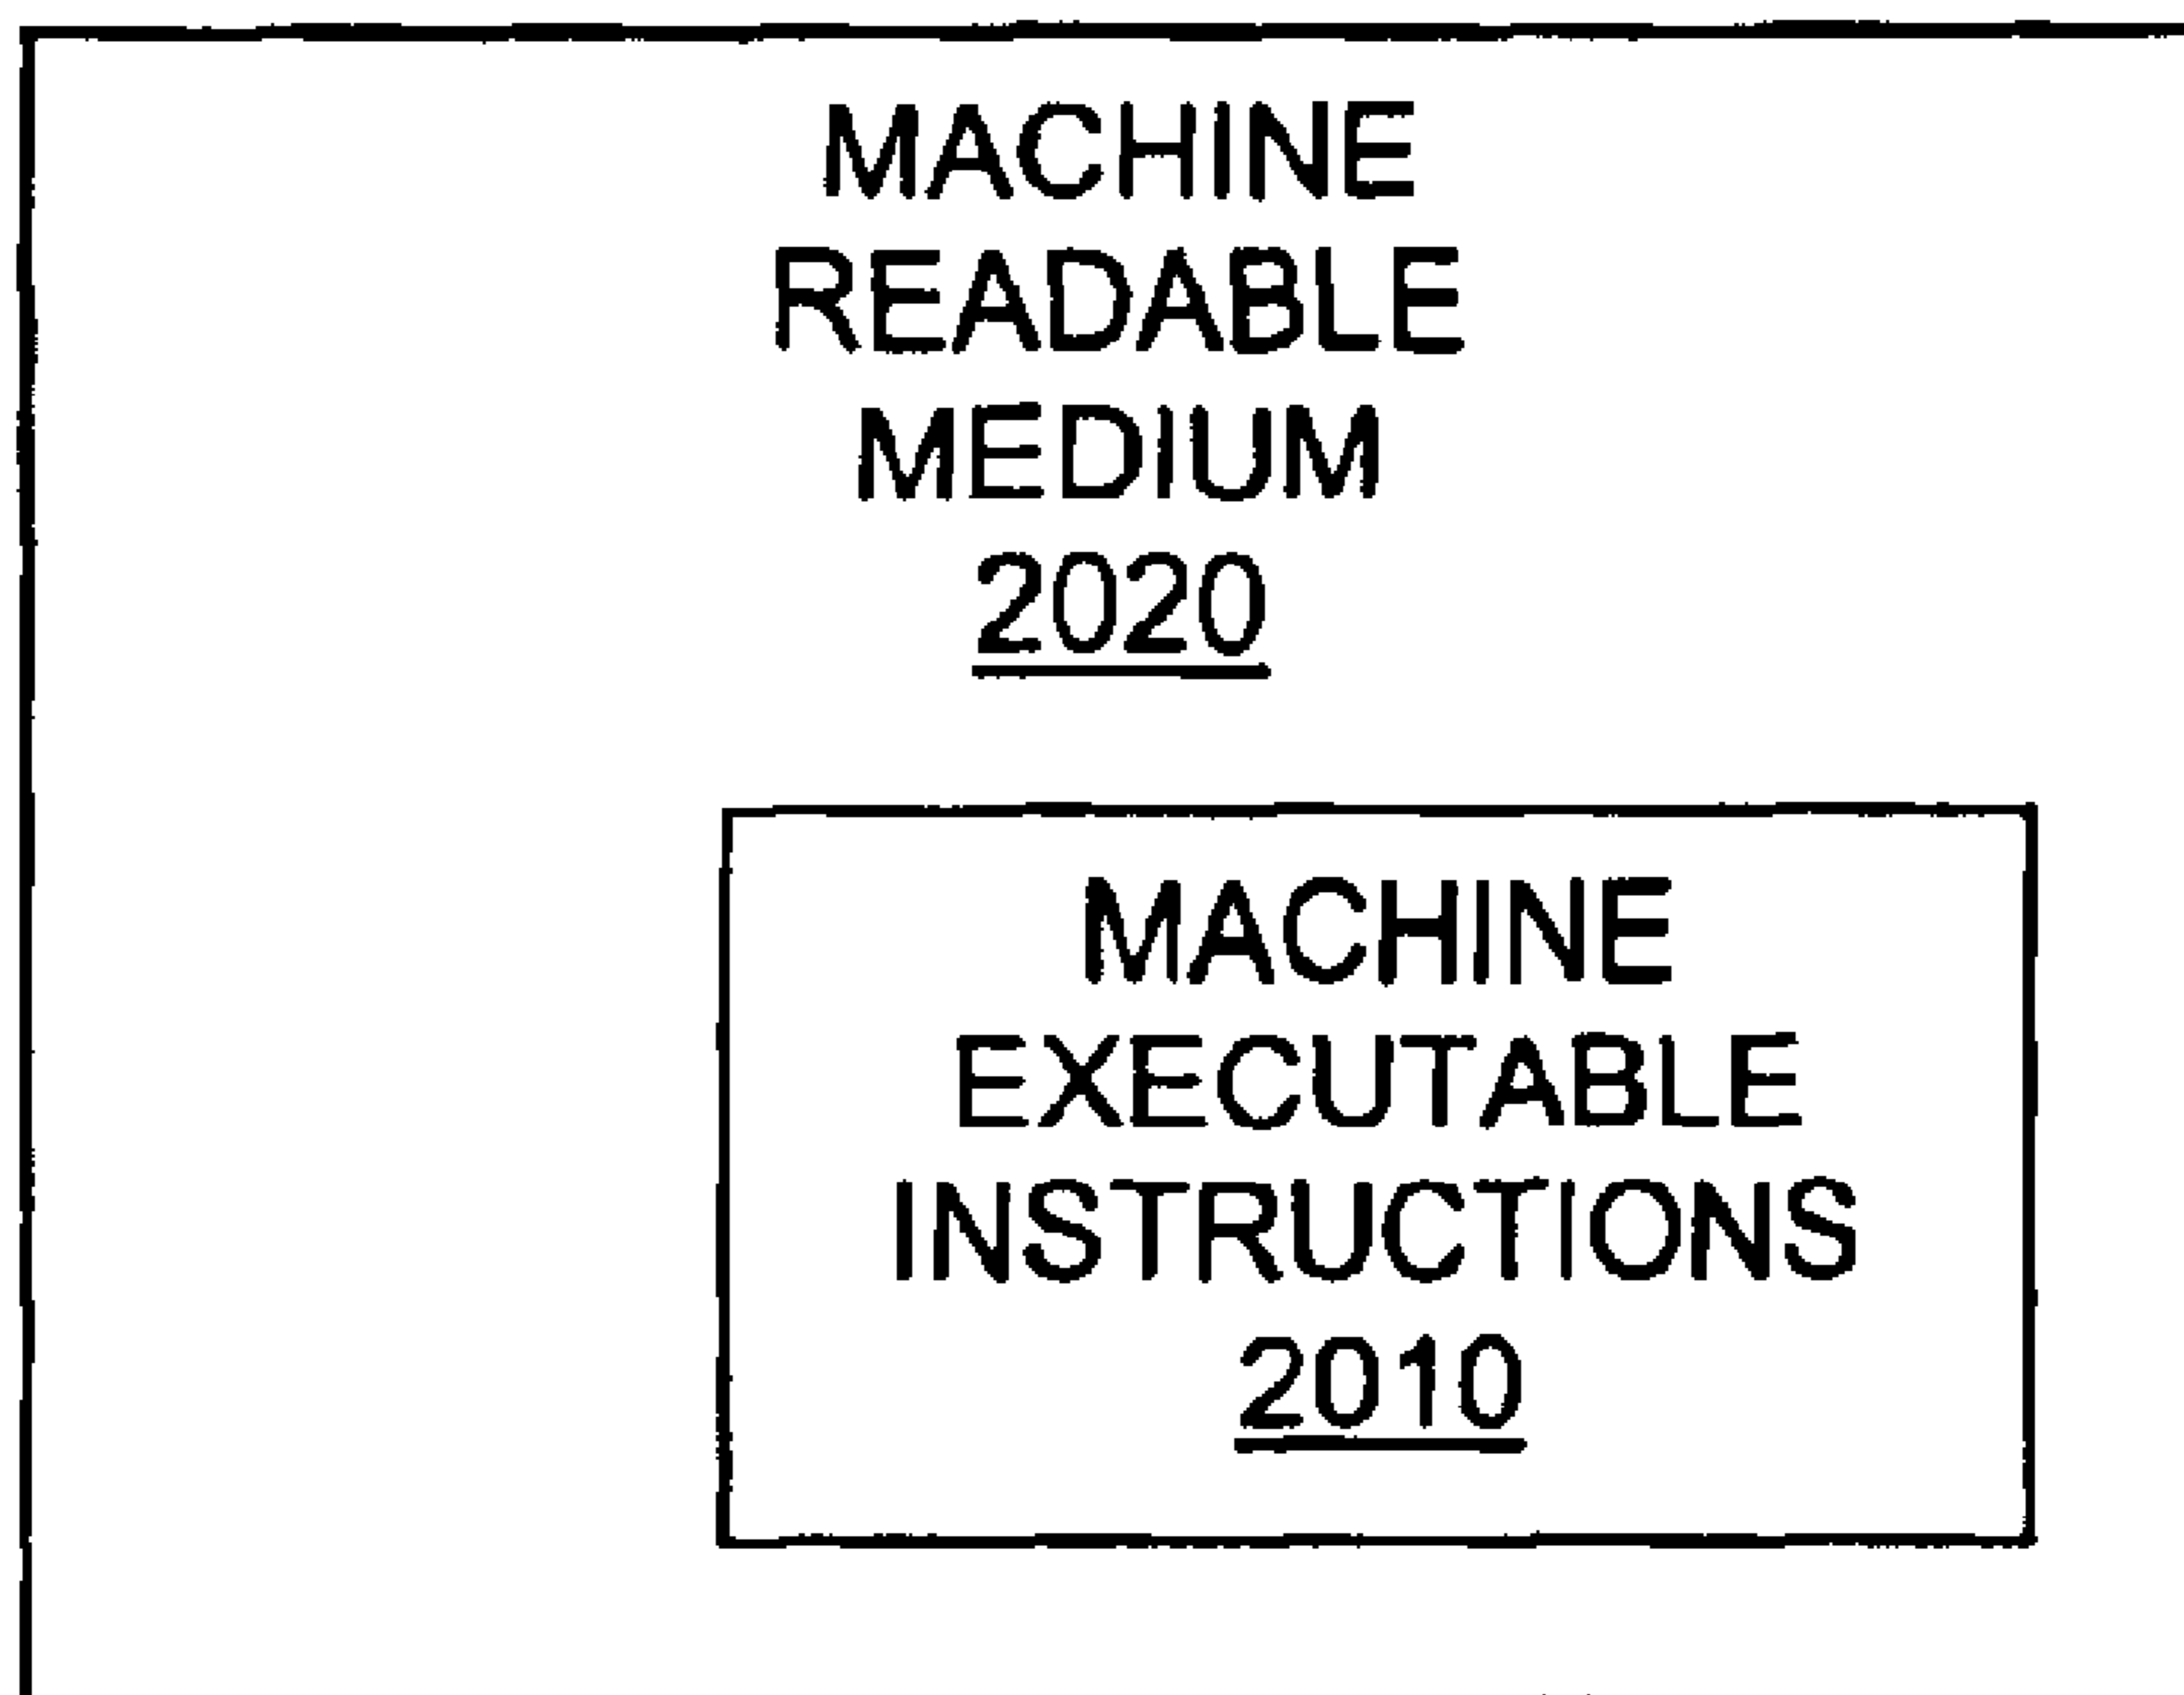 MACHINE
READABLE
MEDIUM
2020
MACHINE
EXECUTABLE
INSTRUCTIONS
2010